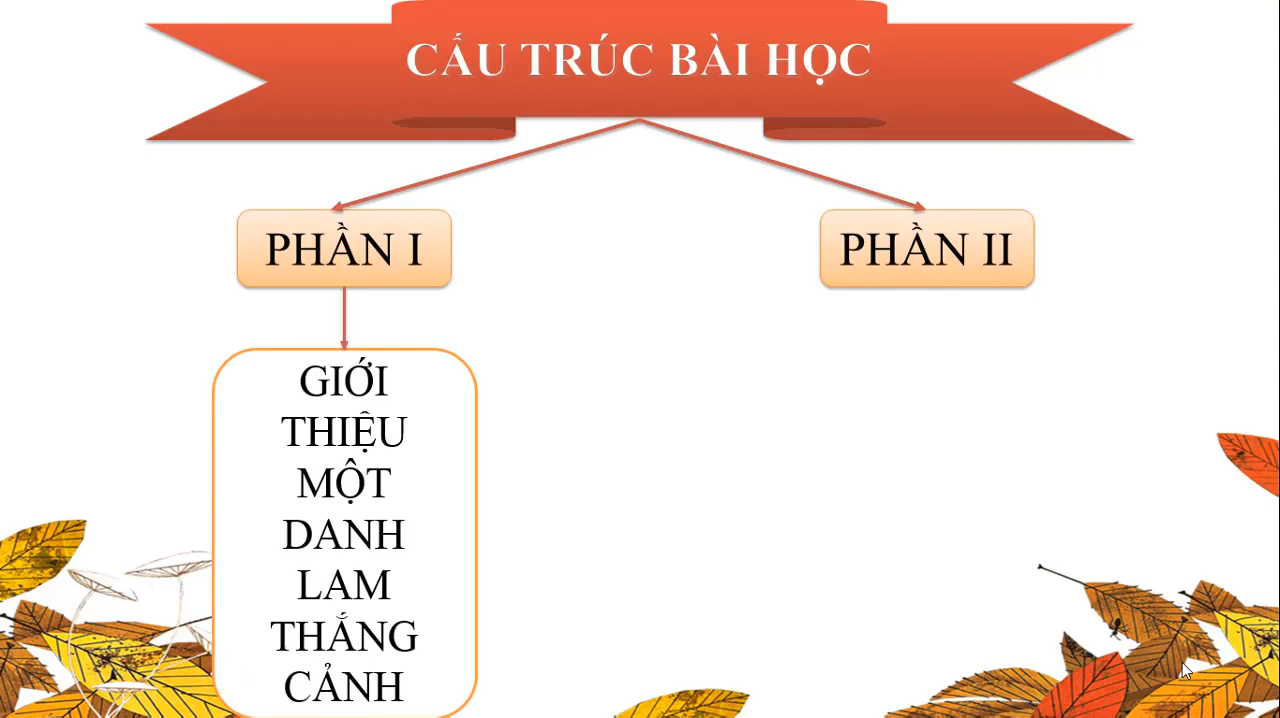 CẤU TRÚC BÀI HỌC
PHẦN I
PHẦN II
GIỚI
THIỆU
MỘT
DANH
LAM
THẮNG
CẢNH